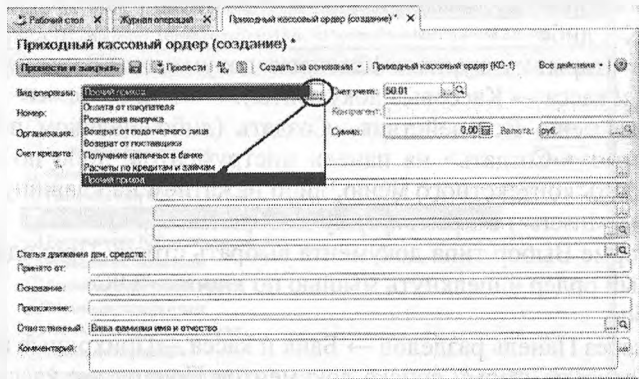 Рабочий стол × Журнал операций × Приходный кассовый ордер (создание) * ×
Приходный кассовый ордер (создание) *
Провести и закрыть Провести Создать на основании Приходный кассовый ордер (КО-1) Все действия
Вид операции: Прочий приход ... Счет учета: 50.01 ...
Номер: Оплата от покупателя Контрагент:
Розничная выручка
Организация: Возврат от подотчетного лица Сумма: 0,00 Валюта: руб.
Возврат от поставщика
Счет кредита: Получение наличных в банке
Расчеты по кредитам и займам
Прочий приход
Статья движения ден. средств:
Принято от:
Основание:
Приложение:
Ответственный: Ваша фамилия имя и отчество
Комментарий: